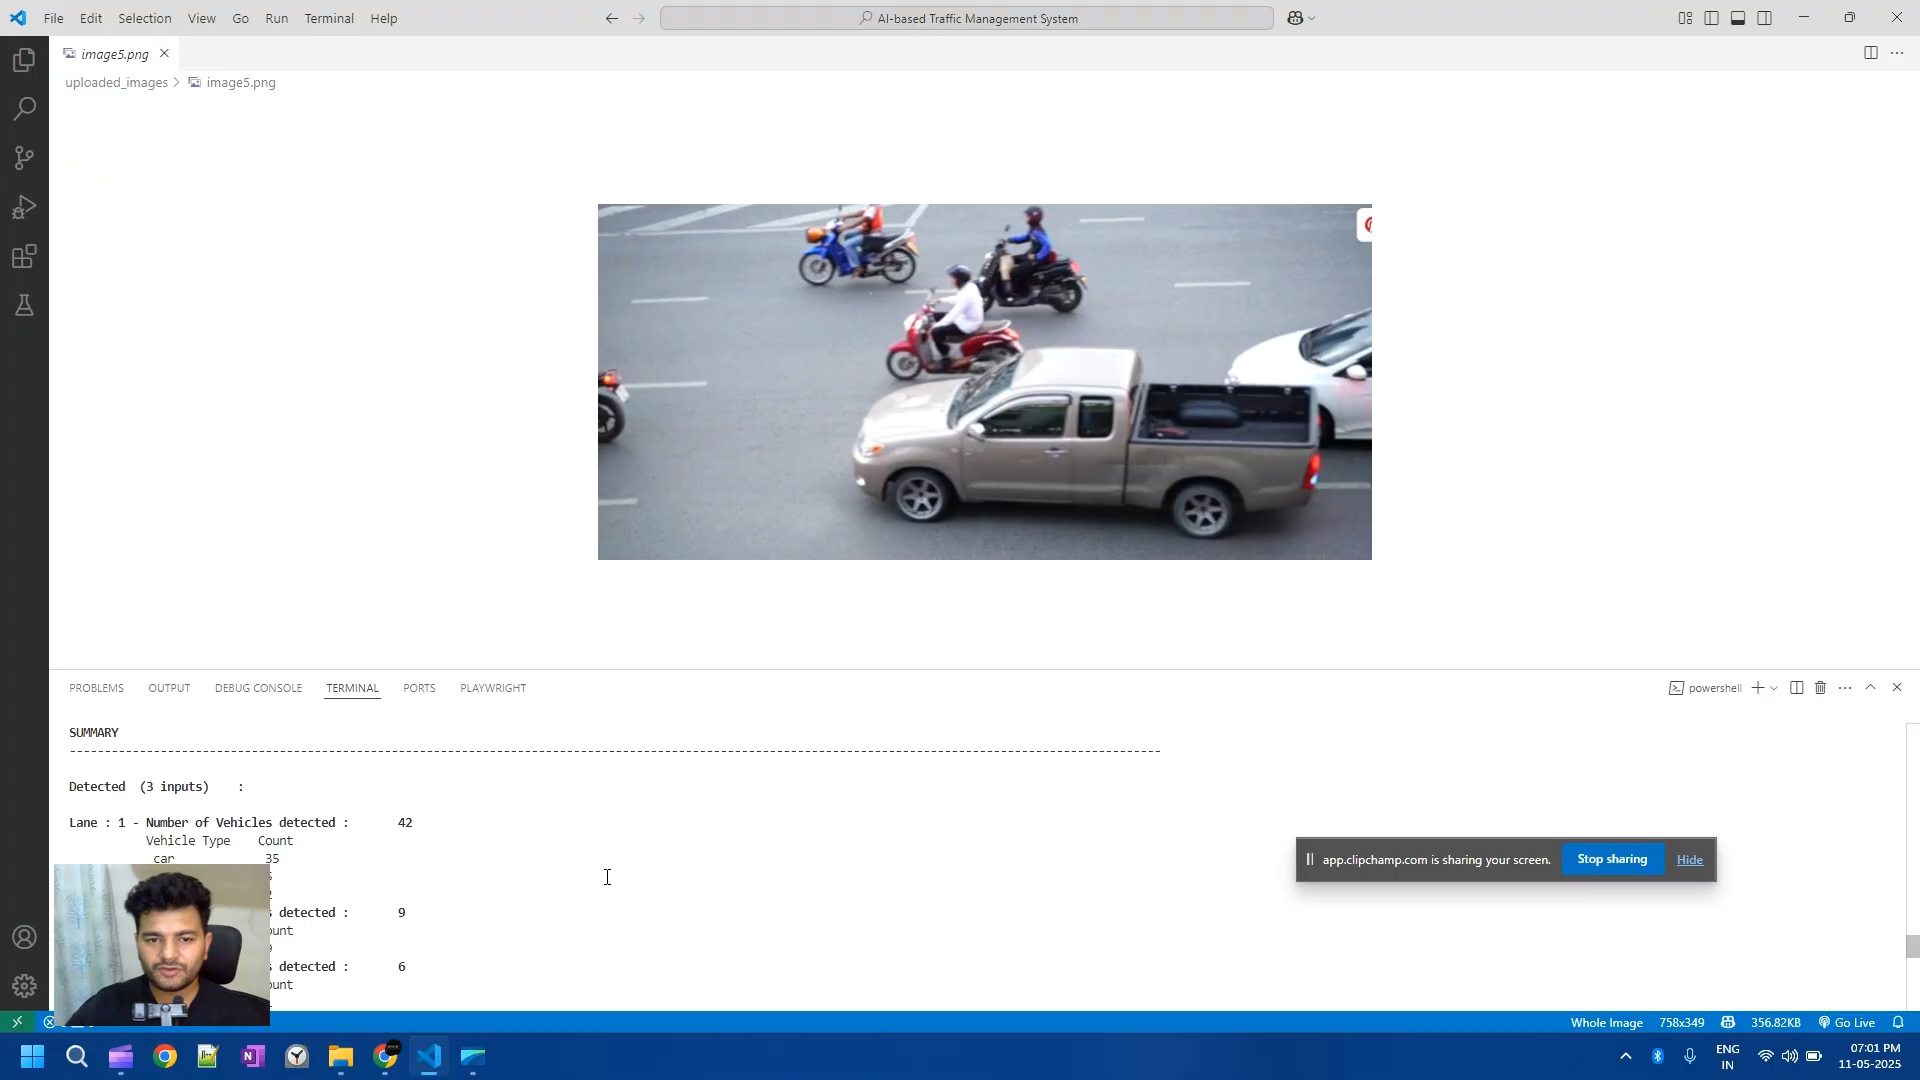 File Edit Selection View Go Run Terminal Help
AI-based Traffic Management System
image5.png
uploaded_images > image5.png
PROBLEMS OUTPUT DEBUG CONSOLE TERMINAL PORTS PLAYWRIGHT
powershell
SUMMARY
------------------------------------------------------------------------------------------------------------------------------------------------------------
Detected (3 inputs) :
Lane : 1 - Number of Vehicles detected : 42
Vehicle Type Count
car 35
detected : 9
detected : 6
app.clipchamp.com is sharing your screen. Stop sharing Hide
Whole Image 758x349 356.82KB Go Live
ENG
IN
07:01 PM
11-05-2025